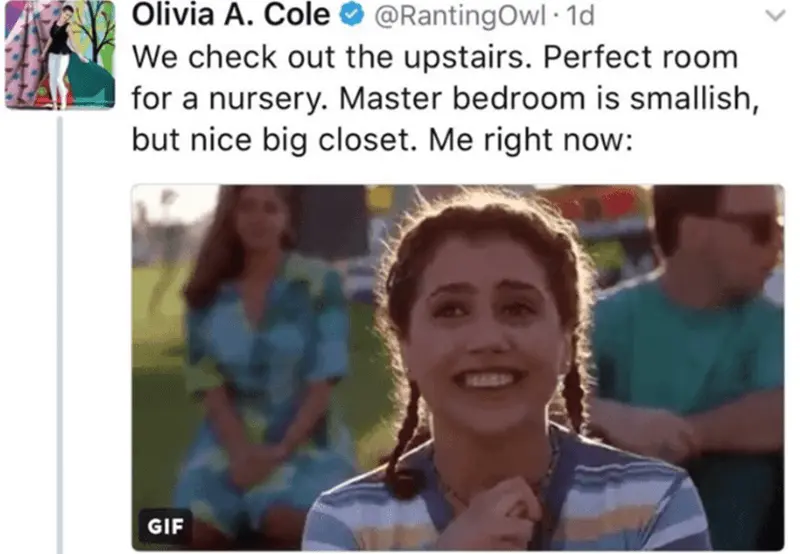 Olivia A. Cole @RantingOwl · 1d
We check out the upstairs. Perfect room
for a nursery. Master bedroom is smallish,
but nice big closet. Me right now:
GIF